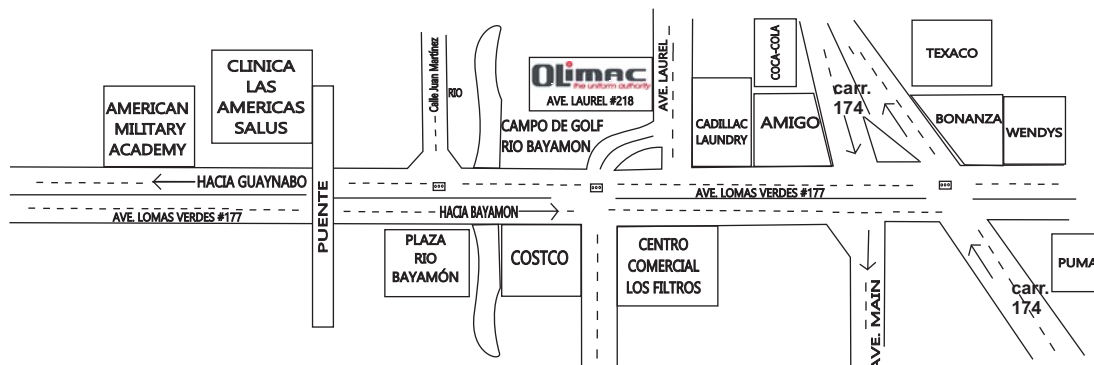 CLINICA
LAS
AMERICAS
SALUS
AMERICAN
MILITARY
ACADEMY
Calle Juan Martínez
RIO
OLimAC
the uniform authority
AVE. LAUREL #218
CAMPO DE GOLF
RIO BAYAMON
AVE. LAUREL
CADILLAC
LAUNDRY
COCA-COLA
AMIGO
carr.
174
TEXACO
BONANZA
WENDYS
HACIA GUAYNABO
AVE. LOMAS VERDES #177
PUENTE
HACIA BAYAMON
AVE. LOMAS VERDES #177
PLAZA
RIO
BAYAMÓN
COSTCO
CENTRO
COMERCIAL
LOS FILTROS
AVE. MAIN
carr.
174
PUMA